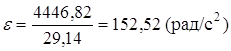 ε = 4446,82 / 29,14 = 152,52 (рад/с²)